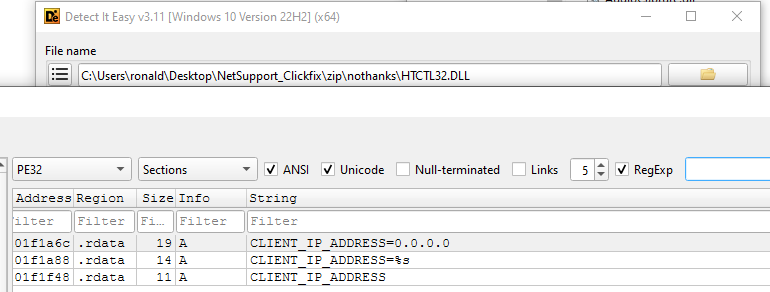 Detect It Easy v3.11 [Windows 10 Version 22H2] (x64)
File name
C:\Users\ronald\Desktop\NetSupport_Clickfix\zip\nothanks\HTCTL32.DLL
PE32 Sections ANSI Unicode Null-terminated Links 5 RegExp
Address Region Size Info String
ilter Filter Fi... Filter Filter
01f1a6c .rdata 19 A CLIENT_IP_ADDRESS=0.0.0.0
01f1a88 .rdata 14 A CLIENT_IP_ADDRESS=%s
01f1f48 .rdata 11 A CLIENT_IP_ADDRESS